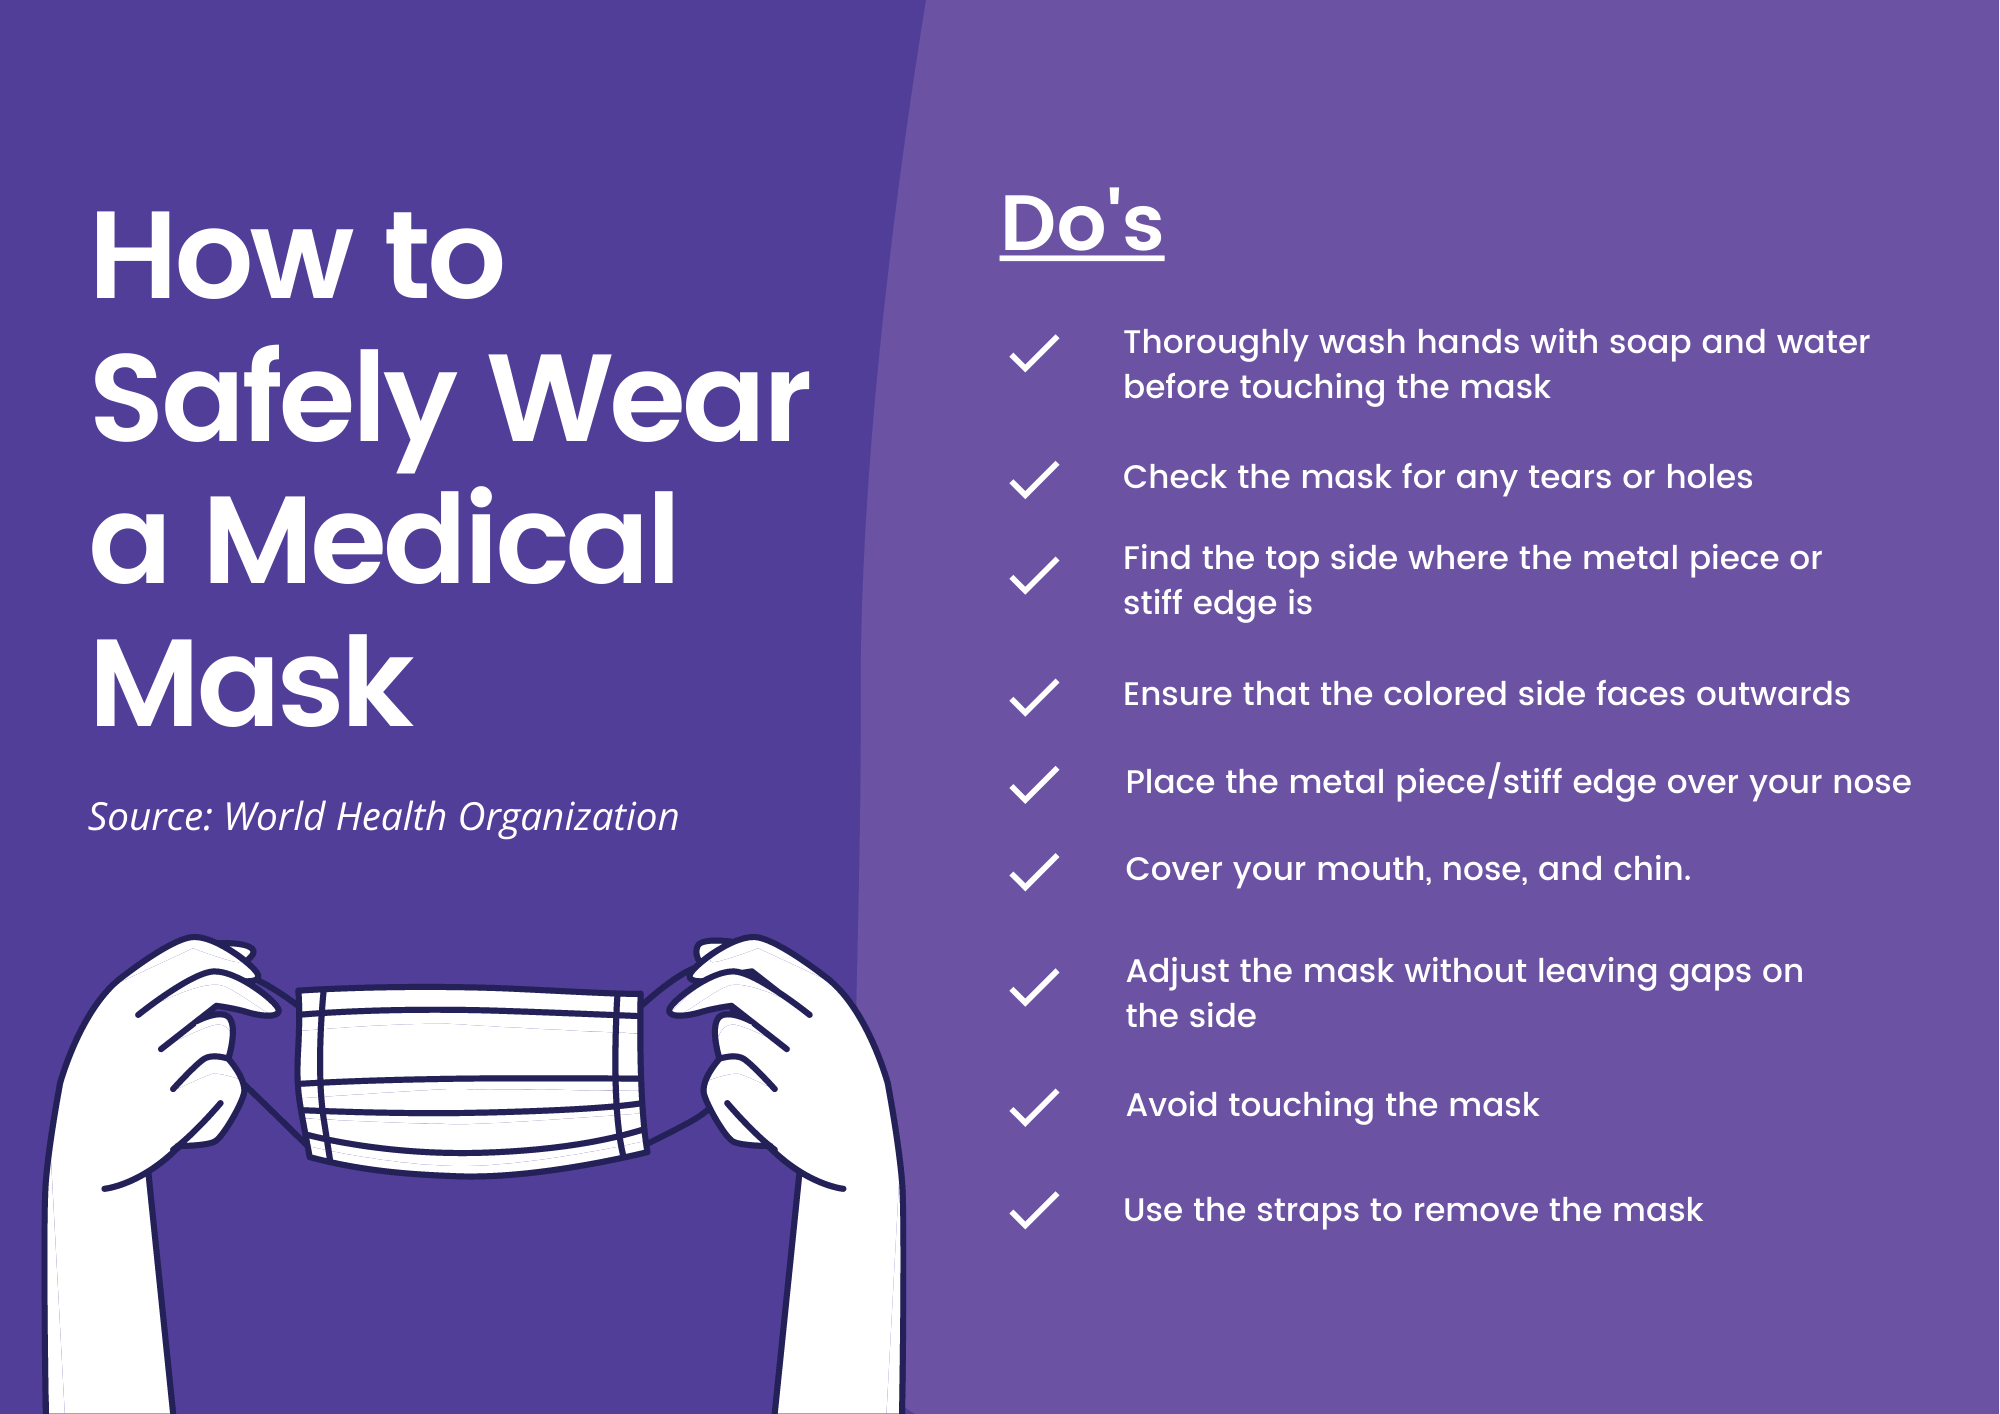 How to
Safely Wear
a Medical
Mask
Source: World Health Organization
Do's
Thoroughly wash hands with soap and water
before touching the mask
Check the mask for any tears or holes
Find the top side where the metal piece or
stiff edge is
Ensure that the colored side faces outwards
Place the metal piece/stiff edge over your nose
Cover your mouth, nose, and chin.
Adjust the mask without leaving gaps on
the side
Avoid touching the mask
Use the straps to remove the mask